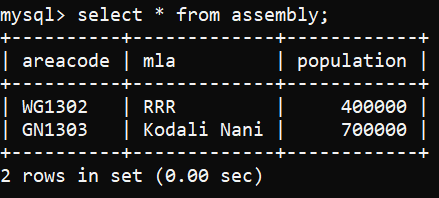 mysql> select * from assembly;
+----------+-------------+------------+
| areacode | mla         | population |
+----------+-------------+------------+
| WG1302   | RRR         |     400000 |
| GN1303   | Kodali Nani |     700000 |
+----------+-------------+------------+
2 rows in set (0.00 sec)